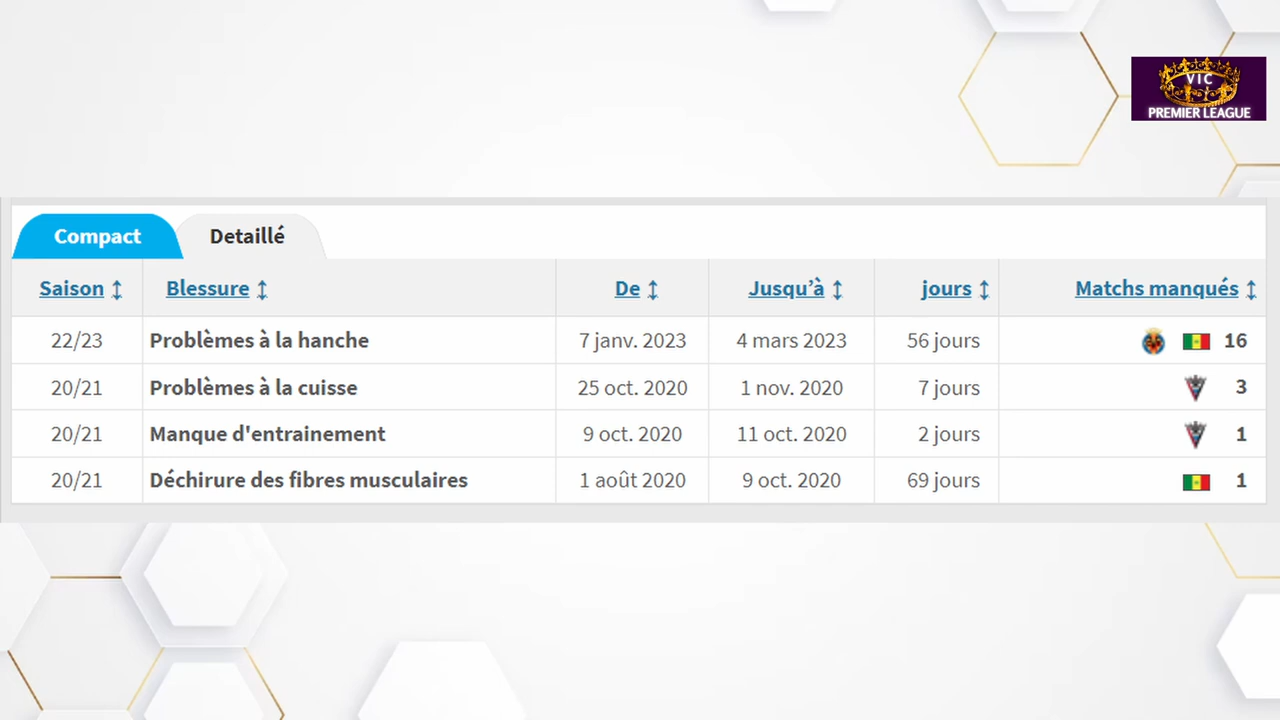 VIC
PREMIER LEAGUE
Compact Detaillé
Saison Blessure De Jusqu'à jours Matchs manqués
22/23 Problèmes à la hanche 7 janv. 2023 4 mars 2023 56 jours 16
20/21 Problèmes à la cuisse 25 oct. 2020 1 nov. 2020 7 jours 3
20/21 Manque d'entrainement 9 oct. 2020 11 oct. 2020 2 jours 1
20/21 Déchirure des fibres musculaires 1 août 2020 9 oct. 2020 69 jours 1